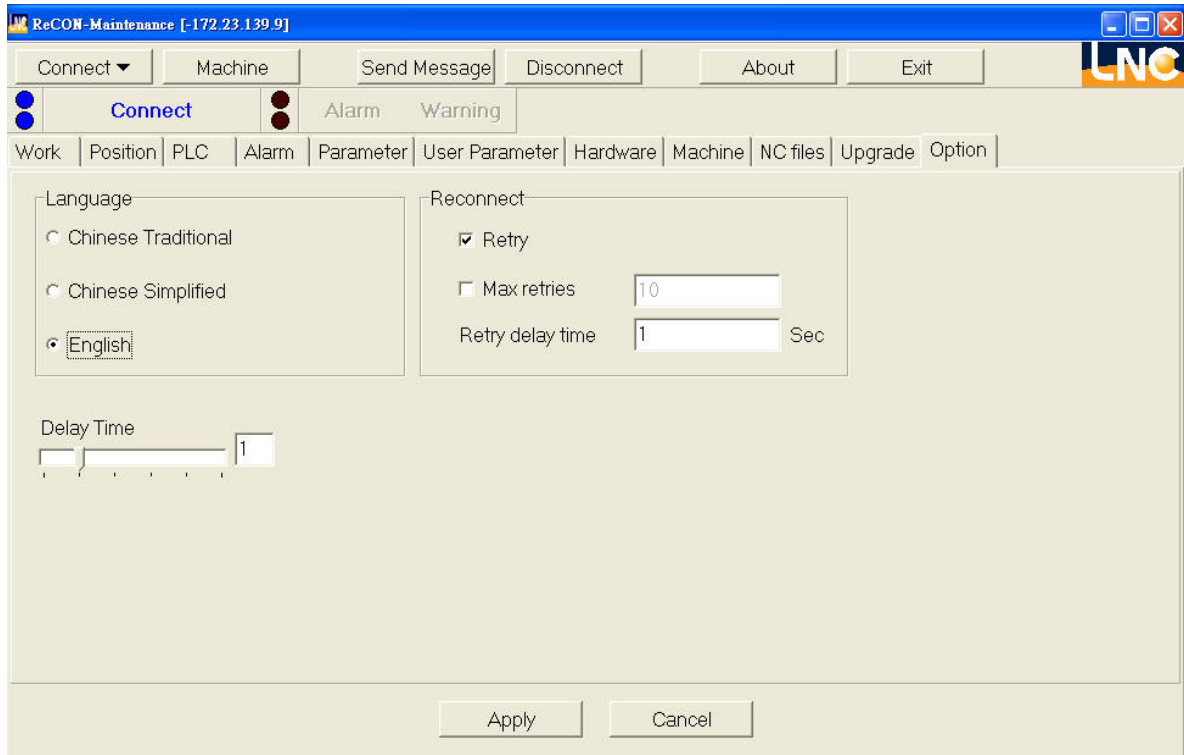 ReCON-Maintenance [-172.23.139.9]
Connect Machine Send Message Disconnect About Exit
LNC
Connect Alarm Warning
Work Position PLC Alarm Parameter User Parameter Hardware Machine NC files Upgrade Option
Language Reconnect
Chinese Traditional Retry
Chinese Simplified Max retries 10
English Retry delay time 1 Sec
Delay Time
1
Apply Cancel